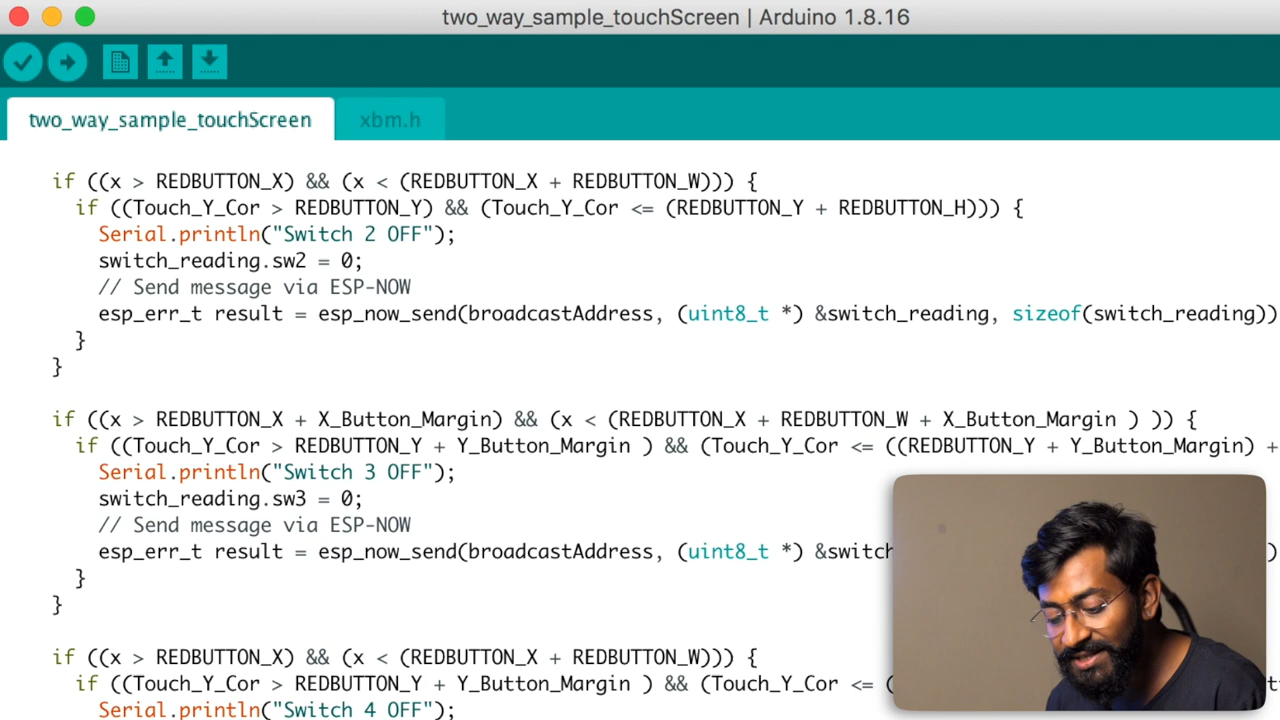 two_way_sample_touchScreen | Arduino 1.8.16
two_way_sample_touchScreen xbm.h
if ((x > REDBUTTON_X) && (x < (REDBUTTON_X + REDBUTTON_W))) {
if ((Touch_Y_Cor > REDBUTTON_Y) && (Touch_Y_Cor <= (REDBUTTON_Y + REDBUTTON_H))) {
Serial.println("Switch 2 OFF");
switch_reading.sw2 = 0;
// Send message via ESP-NOW
esp_err_t result = esp_now_send(broadcastAddress, (uint8_t *) &switch_reading, sizeof(switch_reading))
}
}
if ((x > REDBUTTON_X + X_Button_Margin) && (x < (REDBUTTON_X + REDBUTTON_W + X_Button_Margin ) )) {
if ((Touch_Y_Cor > REDBUTTON_Y + Y_Button_Margin ) && (Touch_Y_Cor <= ((REDBUTTON_Y + Y_Button_Margin) +
Serial.println("Switch 3 OFF");
switch_reading.sw3 = 0;
// Send message via ESP-NOW
esp_err_t result = esp_now_send(broadcastAddress, (uint8_t *) &switch
}
}
if ((x > REDBUTTON_X) && (x < (REDBUTTON_X + REDBUTTON_W))) {
if ((Touch_Y_Cor > REDBUTTON_Y + Y_Button_Margin ) && (Touch_Y_Cor <= (
Serial.println("Switch 4 OFF");